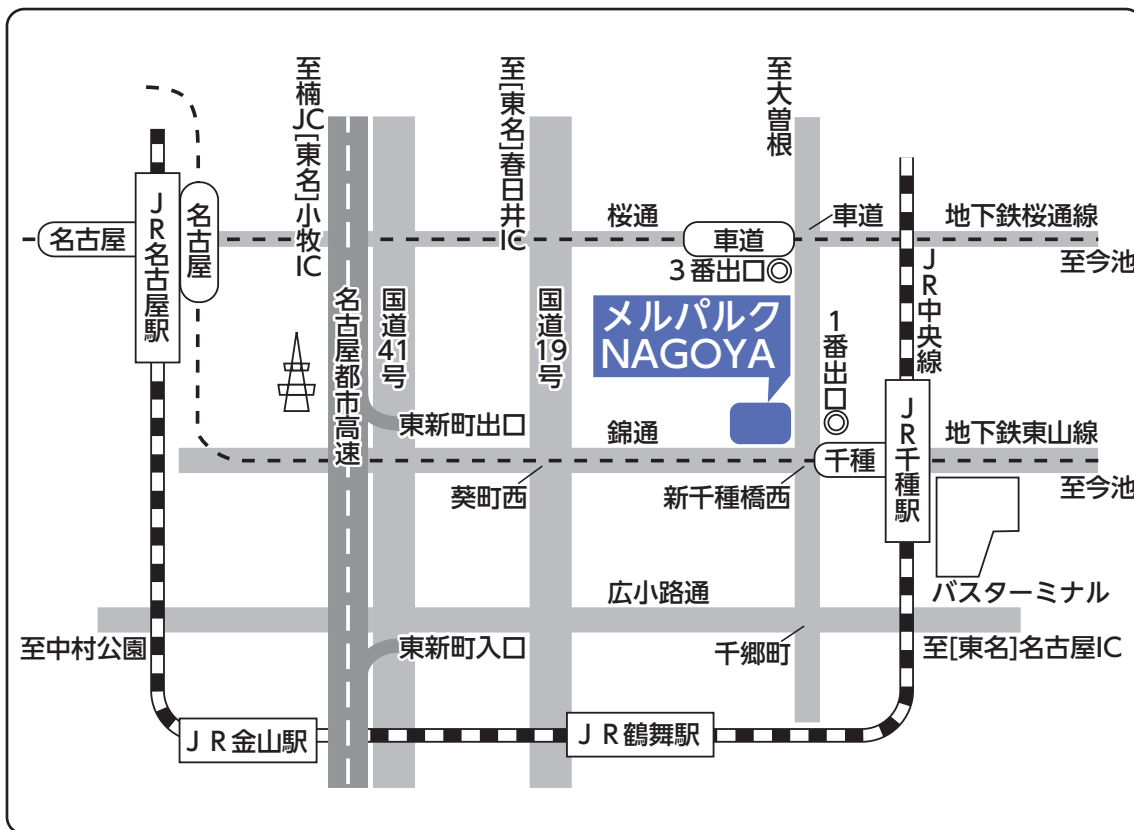 至楠JC[東名]小牧IC
至[東名]春日井IC
至大曽根
名古屋
JR名古屋駅
名古屋
桜通
車道
車道
地下鉄桜通線
至今池
3番出口
JR中央線
名古屋都市高速
国道41号
国道19号
メルパルク
NAGOYA
1番出口
東新町出口
錦通
千種
JR千種駅
地下鉄東山線
至今池
葵町西
新千種橋西
バスターミナル
広小路通
至中村公園
東新町入口
千郷町
至[東名]名古屋IC
JR金山駅
JR鶴舞駅